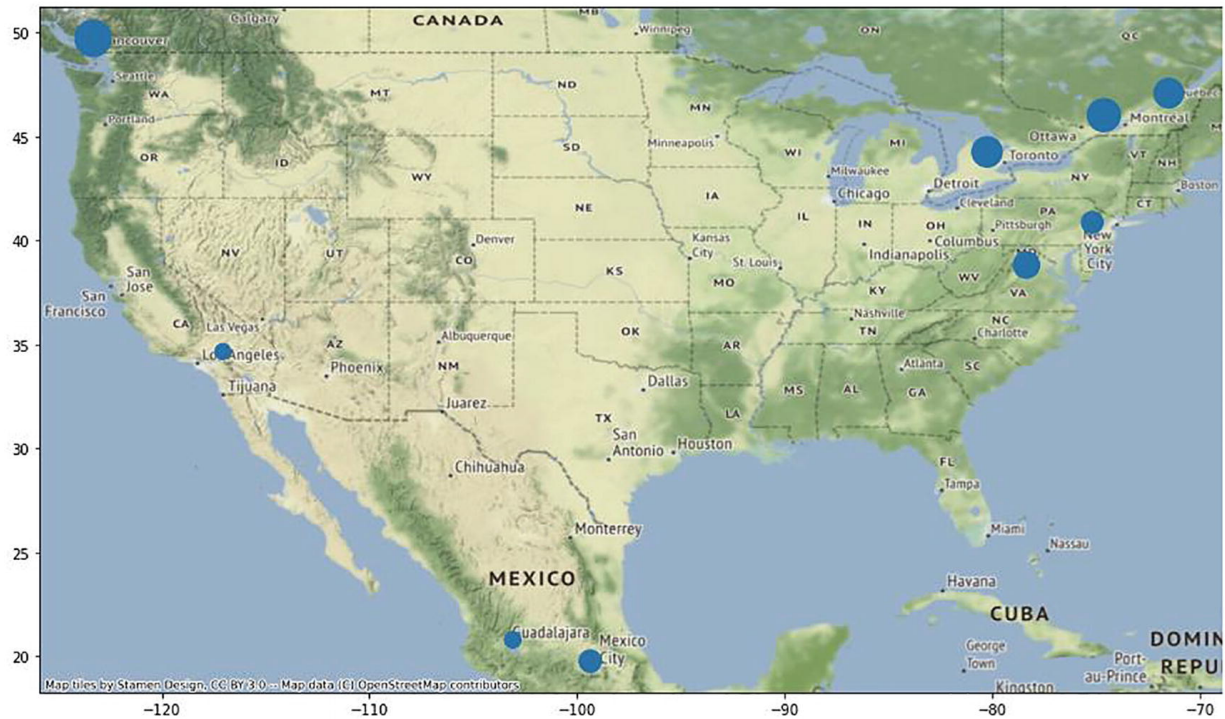 50
45
40
35
30
25
20
−120
−110
−100
−90
−80
−70
Calgary
CANADA
MB
Winnipeg
ON
QC
ncouver
Seattle
WA
Portland
OR
ID
MT
ND
MN
Minneapolis
SD
WY
WI
MI
Milwaukee
Chicago
Detroit
Cleveland
Ottawa
Montréal
Toronto
VT
NH
NY
Boston
CT
PA
Pittsburgh
New
York
City
IA
NE
IL
IN
OH
Columbus
Indianapolis
NV
UT
Denver
CO
KS
Kansas
City
St. Louis
MO
WV
VA
KY
San
Jose
San
Francisco
CA
Las Vegas
Los Angeles
Tijuana
AZ
Phoenix
Albuquerque
NM
Juarez
OK
AR
Nashville
TN
NC
Charlotte
Atlanta
SC
MS
AL
GA
Dallas
TX
LA
San
Antonio
Houston
FL
Tampa
Miami
Nassau
Chihuahua
Monterrey
MEXICO
Guadalajara
Mexico
City
Havana
CUBA
George
Town
Kingston
Port-
au-Prince
DOMIN
REPU
Map tiles by Stamen Design, CC BY 3.0 -- Map data (C) OpenStreetMap contributors